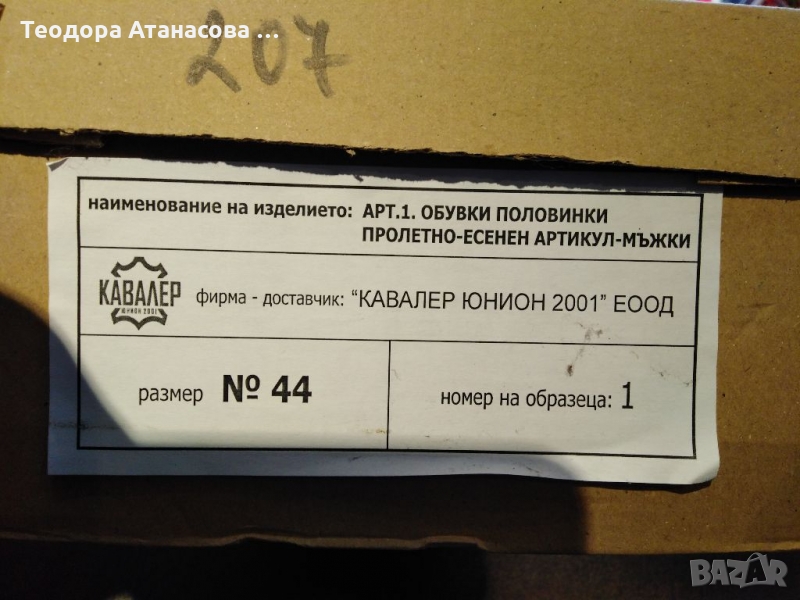 Теодора Атанасова ...
207
наименование на изделието: АРТ.1. ОБУВКИ ПОЛОВИНКИ
ПРОЛЕТНО-ЕСЕНЕН АРТИКУЛ-МЪЖКИ
КАВАЛЕР
ЮНИОН 2001
фирма - доставчик: "КАВАЛЕР ЮНИОН 2001" ЕООД
размер № 44
номер на образеца: 1
BAZAR